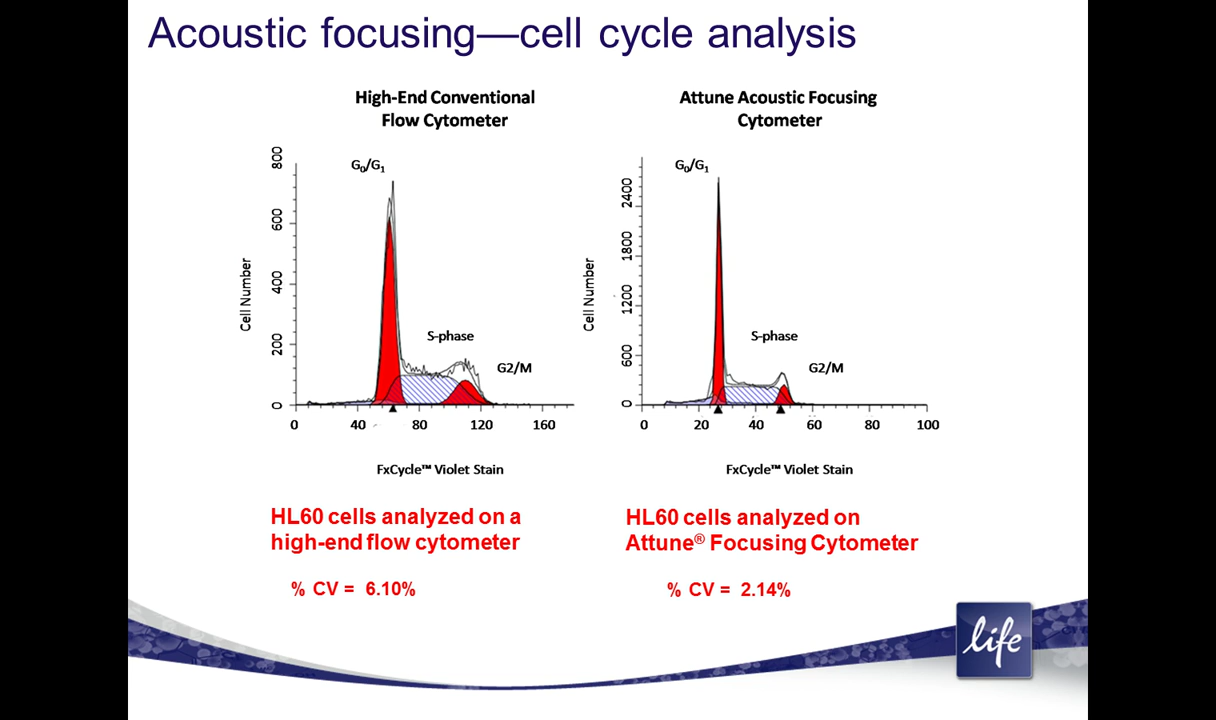 Acoustic focusing—cell cycle analysis
High-End Conventional
Flow Cytometer
G₀/G₁
800
600
400
200
0
Cell Number
S-phase
G2/M
0 40 80 120 160
FxCycle™ Violet Stain
HL60 cells analyzed on a
high-end flow cytometer
% CV = 6.10%
Attune Acoustic Focusing
Cytometer
G₀/G₁
2400
1800
1200
600
0
Cell Number
S-phase
G2/M
0 20 40 60 80 100
FxCycle™ Violet Stain
HL60 cells analyzed on
Attune® Focusing Cytometer
% CV = 2.14%
life